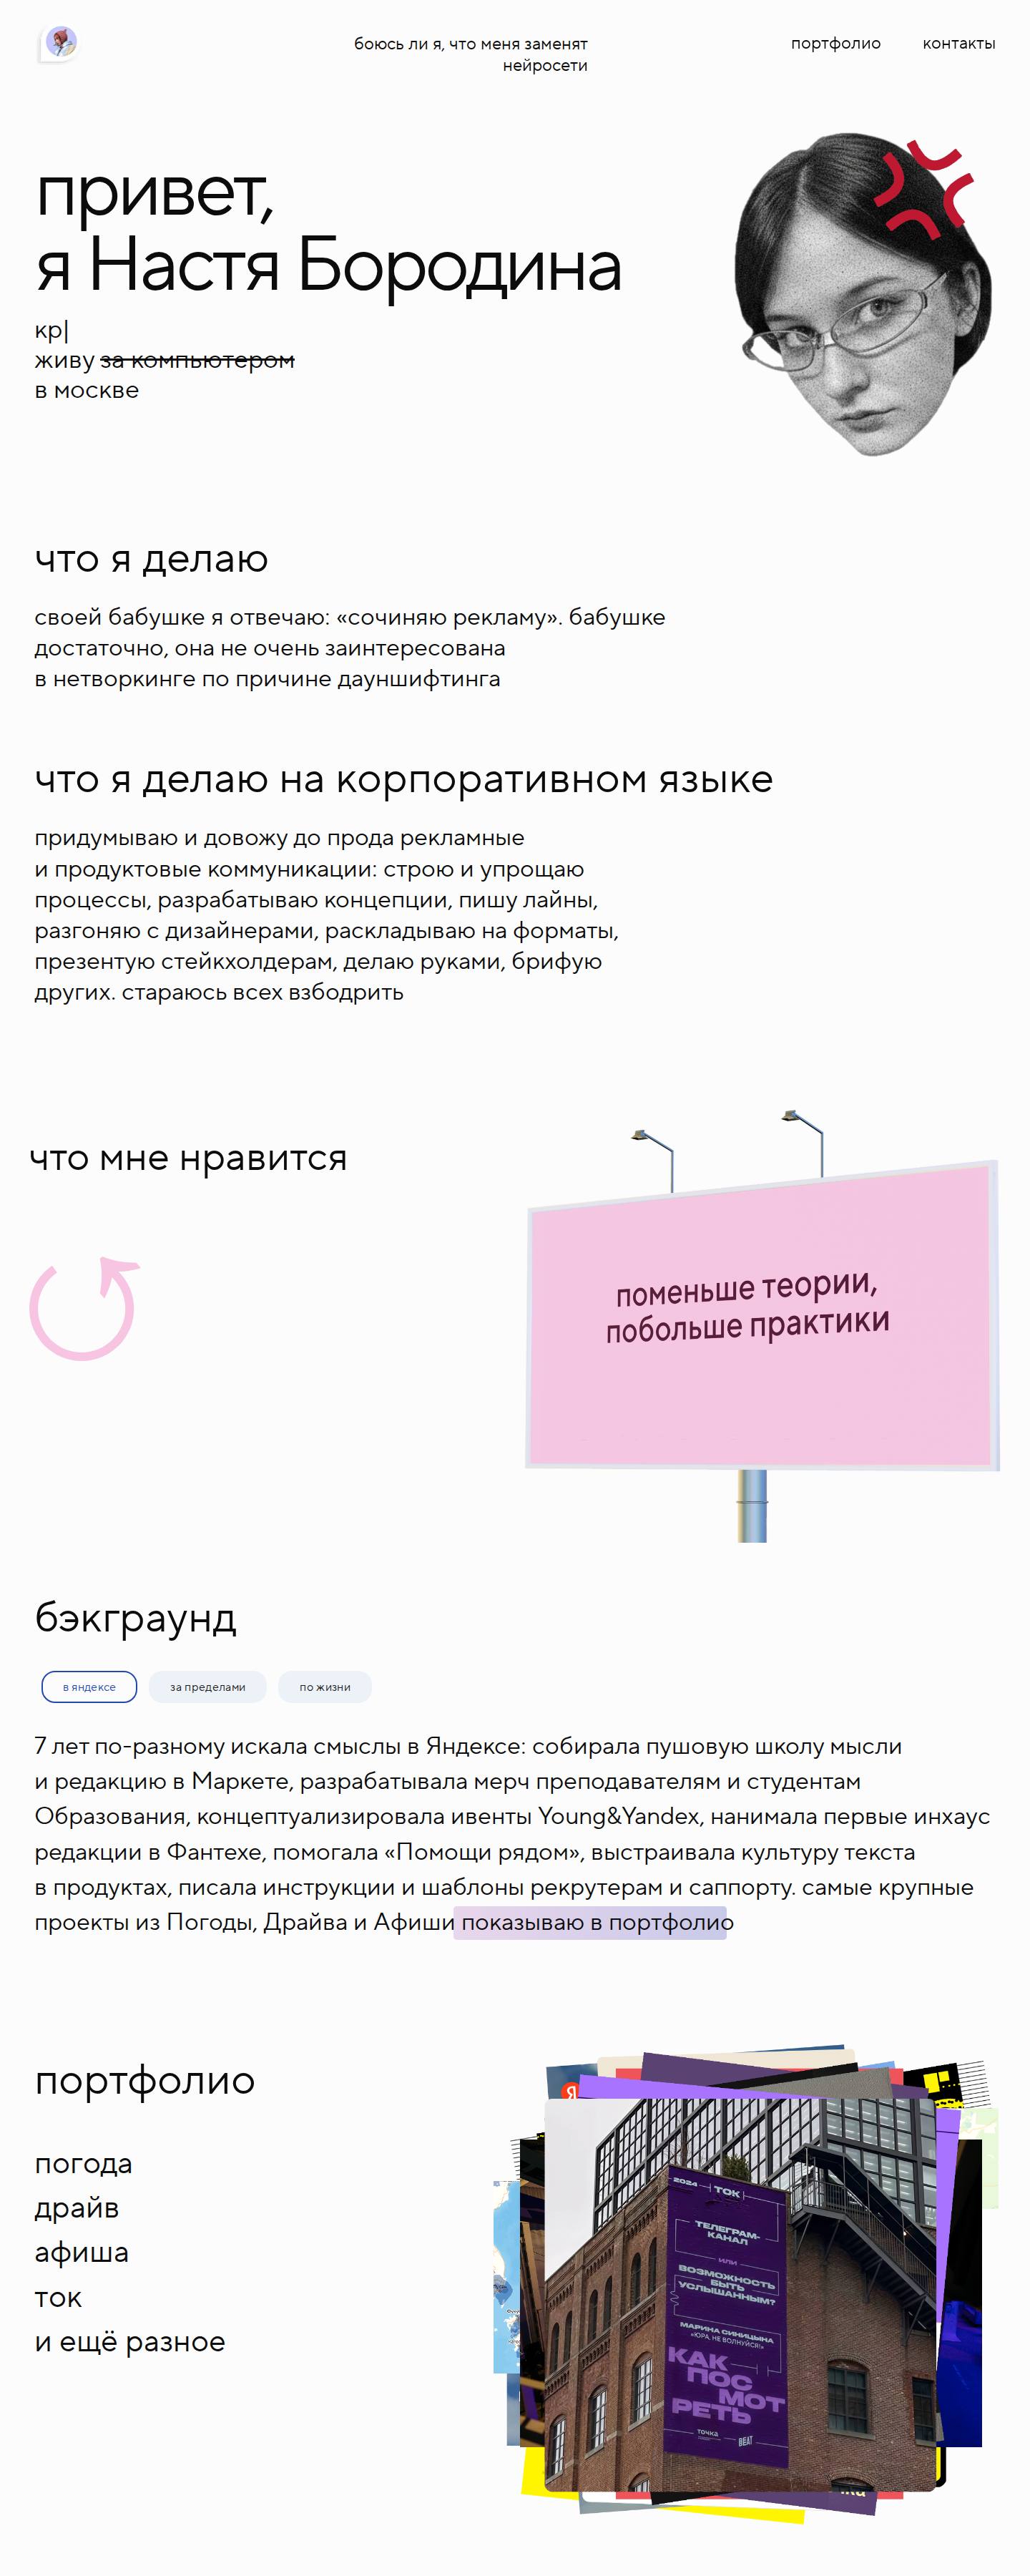 боюсь ли я, что меня заменят
нейросети
портфолио
контакты
привет,
я Настя Бородина
кр|
живу за компьютером
в москве
что я делаю
своей бабушке я отвечаю: «сочиняю рекламу». бабушке
достаточно, она не очень заинтересована
в нетворкинге по причине дауншифтинга
что я делаю на корпоративном языке
придумываю и довожу до прода рекламные
и продуктовые коммуникации: строю и упрощаю
процессы, разрабатываю концепции, пишу лайны,
разгоняю с дизайнерами, раскладываю на форматы,
презентую стейкхолдерам, делаю руками, брифую
других. стараюсь всех взбодрить
что мне нравится
поменьше теории,
побольше практики
бэкграунд
в яндексе
за пределами
по жизни
7 лет по-разному искала смыслы в Яндексе: собирала пушовую школу мысли
и редакцию в Маркете, разрабатывала мерч преподавателям и студентам
Образования, концептуализировала ивенты Young&Yandex, нанимала первые инхаус
редакции в Фантехе, помогала «Помощи рядом», выстраивала культуру текста
в продуктах, писала инструкции и шаблоны рекрутерам и саппорту. самые крупные
проекты из Погоды, Драйва и Афиши показываю в портфолио
портфолио
погода
драйв
афиша
ток
и ещё разное
Я
2024
ТОК
ТЕЛЕГРАМ-
КАНАЛ
ИЛИ
ВОЗМОЖНОСТЬ
БЫТЬ
УСЛЫШАННЫМ?
МАРИНА СИНИЦЫНА
«ЮРА, НЕ ВОЛНУЙСЯ!»
КАК
ПОС
МОТ
РЕТЬ
точка
BEAT